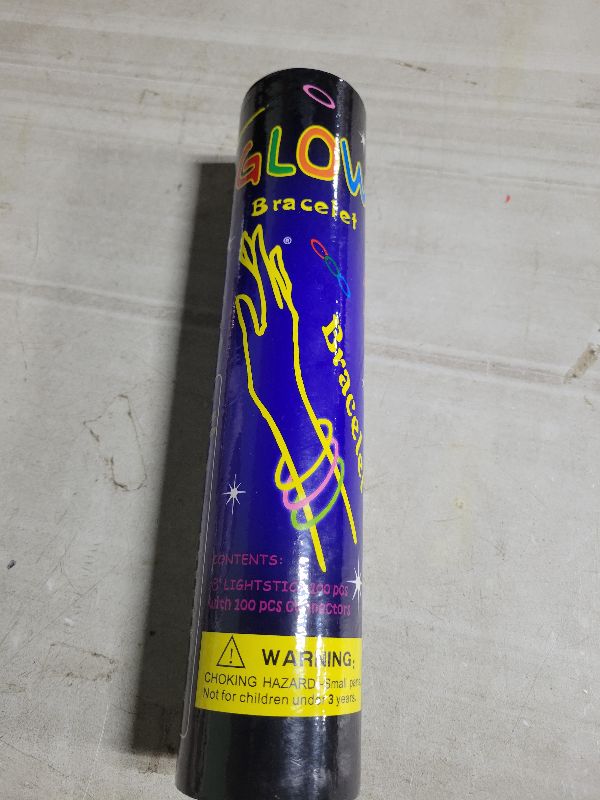 GLOW
Bracelet
®
Bracelet
CONTENTS:
LIGHTSTICK 100 pcs
with 100 pcs Connectors
WARNING:
CHOKING HAZARD-Small parts
Not for children under 3 years.